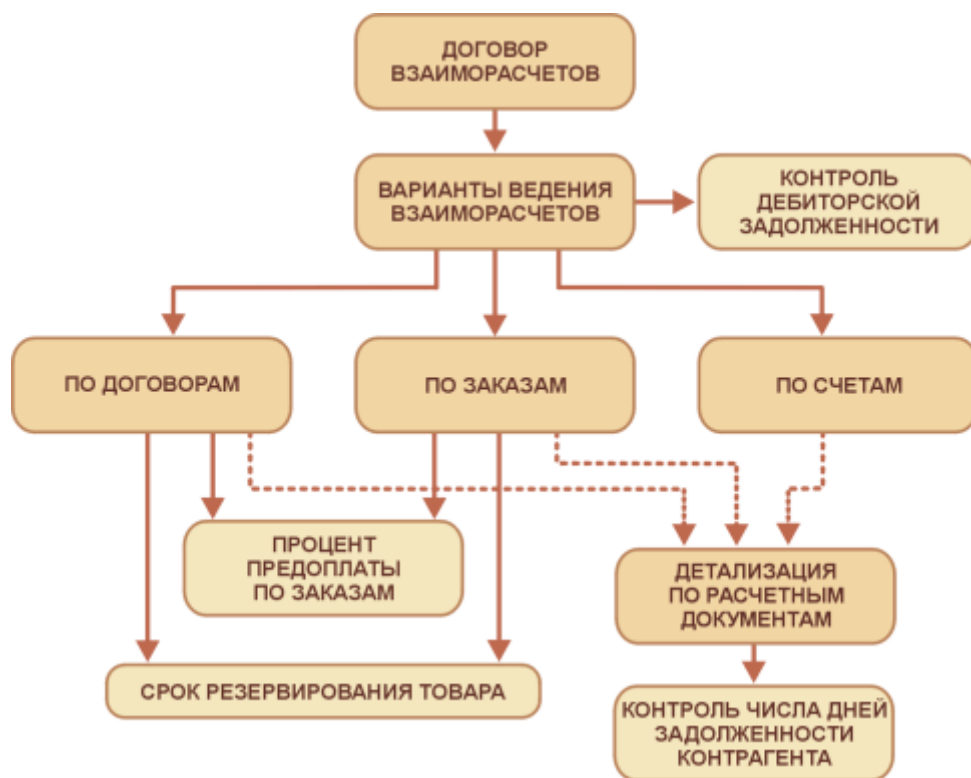 ДОГОВОР
ВЗАИМОРАСЧЕТОВ
ВАРИАНТЫ ВЕДЕНИЯ
ВЗАИМОРАСЧЕТОВ
КОНТРОЛЬ
ДЕБИТОРСКОЙ
ЗАДОЛЖЕННОСТИ
ПО ДОГОВОРАМ
ПО ЗАКАЗАМ
ПО СЧЕТАМ
ПРОЦЕНТ
ПРЕДОПЛАТЫ
ПО ЗАКАЗАМ
ДЕТАЛИЗАЦИЯ
ПО РАСЧЕТНЫМ
ДОКУМЕНТАМ
СРОК РЕЗЕРВИРОВАНИЯ ТОВАРА
КОНТРОЛЬ ЧИСЛА ДНЕЙ
ЗАДОЛЖЕННОСТИ
КОНТРАГЕНТА